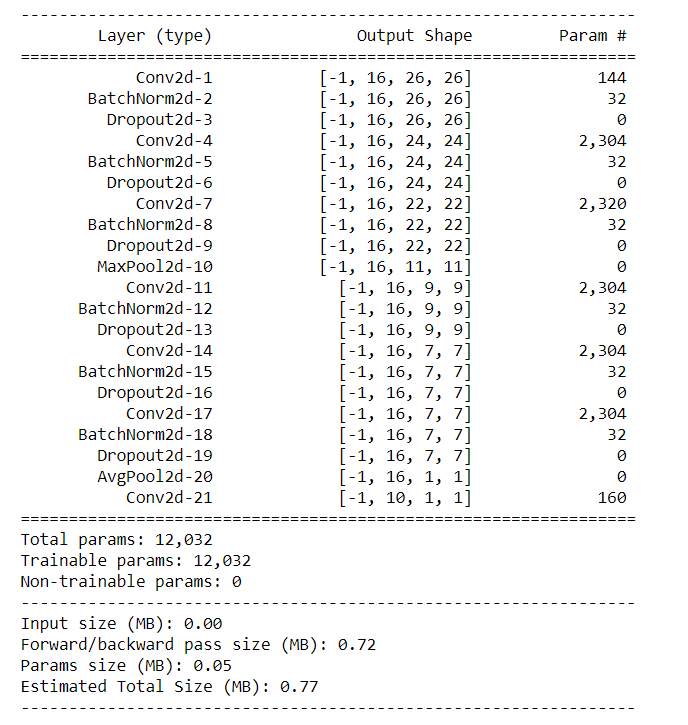 ----------------------------------------------------------------
        Layer (type)               Output Shape         Param #
================================================================
            Conv2d-1           [-1, 16, 26, 26]             144
       BatchNorm2d-2           [-1, 16, 26, 26]              32
         Dropout2d-3           [-1, 16, 26, 26]               0
            Conv2d-4           [-1, 16, 24, 24]           2,304
       BatchNorm2d-5           [-1, 16, 24, 24]              32
         Dropout2d-6           [-1, 16, 24, 24]               0
            Conv2d-7           [-1, 16, 22, 22]           2,320
       BatchNorm2d-8           [-1, 16, 22, 22]              32
         Dropout2d-9           [-1, 16, 22, 22]               0
        MaxPool2d-10           [-1, 16, 11, 11]               0
           Conv2d-11             [-1, 16, 9, 9]           2,304
      BatchNorm2d-12             [-1, 16, 9, 9]              32
        Dropout2d-13             [-1, 16, 9, 9]               0
           Conv2d-14             [-1, 16, 7, 7]           2,304
      BatchNorm2d-15             [-1, 16, 7, 7]              32
        Dropout2d-16             [-1, 16, 7, 7]               0
           Conv2d-17             [-1, 16, 7, 7]           2,304
      BatchNorm2d-18             [-1, 16, 7, 7]              32
        Dropout2d-19             [-1, 16, 7, 7]               0
        AvgPool2d-20             [-1, 16, 1, 1]               0
           Conv2d-21             [-1, 10, 1, 1]             160
================================================================
Total params: 12,032
Trainable params: 12,032
Non-trainable params: 0
----------------------------------------------------------------
Input size (MB): 0.00
Forward/backward pass size (MB): 0.72
Params size (MB): 0.05
Estimated Total Size (MB): 0.77
----------------------------------------------------------------